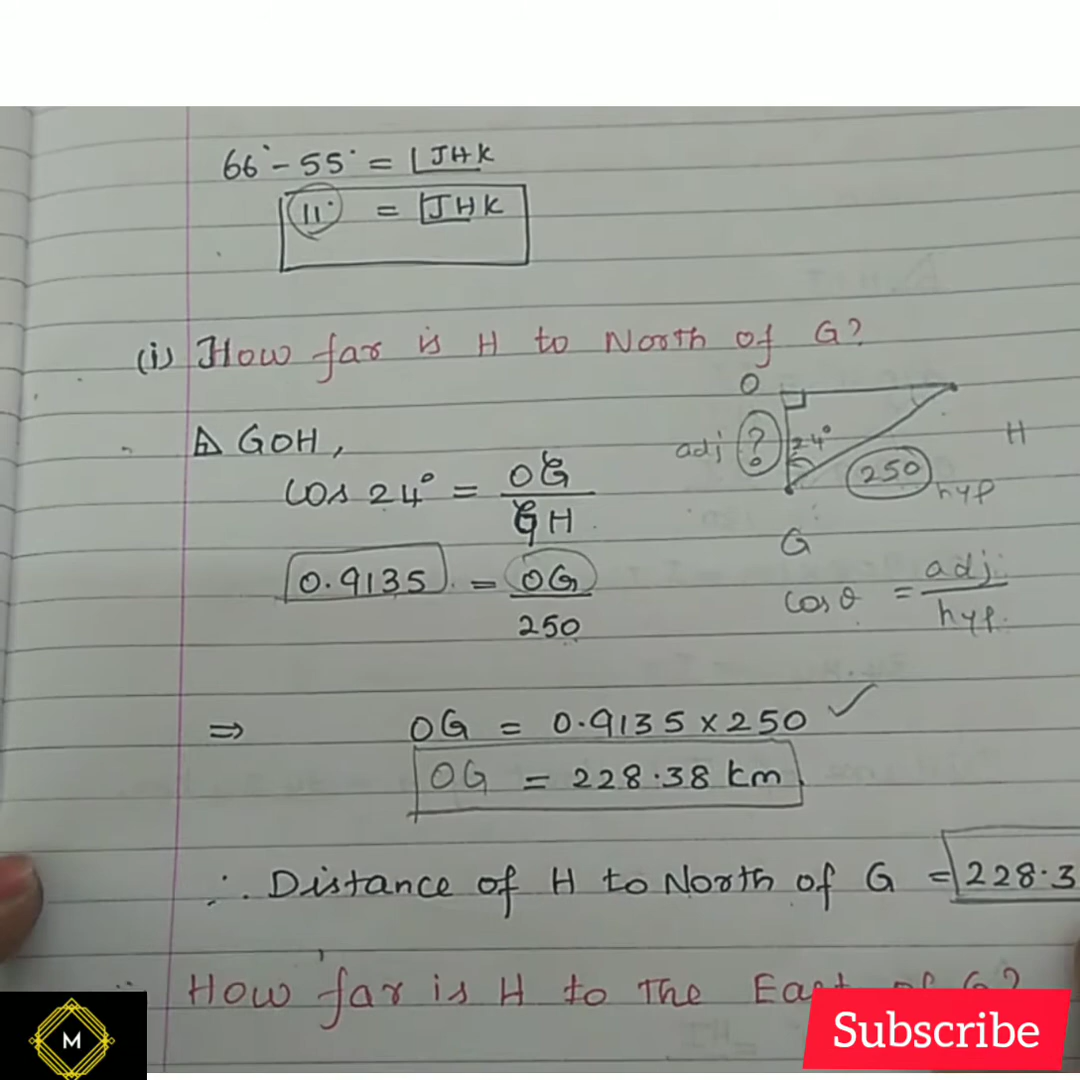 66° - 55° = ∠JHK
11° = ∠JHK
(i) How far is H to North of G?
Δ GOH,
cos 24° = OG/GH
0.9135 = OG/250
⇒ OG = 0.9135 x 250 ✓
OG = 228.38 km
∴ Distance of H to North of G = 228.3
How far is H to The East of G?
O
adj ? 24° H
250 hyp
G
cos θ = adj./hyp.
M
Subscribe